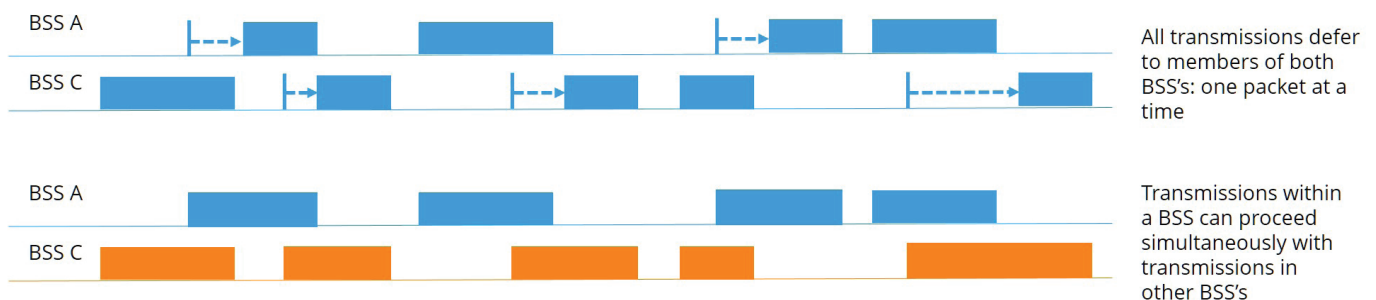 BSS A
All transmissions defer
to members of both
BSS's: one packet at a
time
BSS C
BSS A
Transmissions within
a BSS can proceed
simultaneously with
transmissions in
other BSS's
BSS C